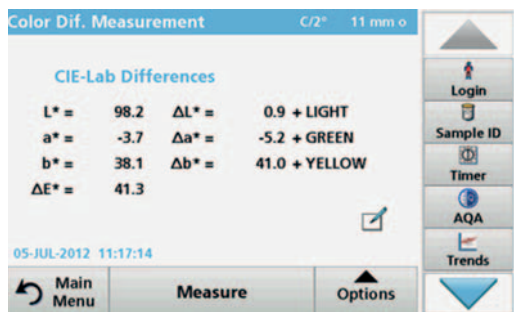 Color Dif. Measurement C/2° 11 mm o
CIE-Lab Differences
L* = 98.2 ΔL* = 0.9 + LIGHT
a* = -3.7 Δa* = -5.2 + GREEN
b* = 38.1 Δb* = 41.0 + YELLOW
ΔE* = 41.3
05-JUL-2012 11:17:14
Main Menu
Measure
Options
Login
Sample ID
Timer
AQA
Trends